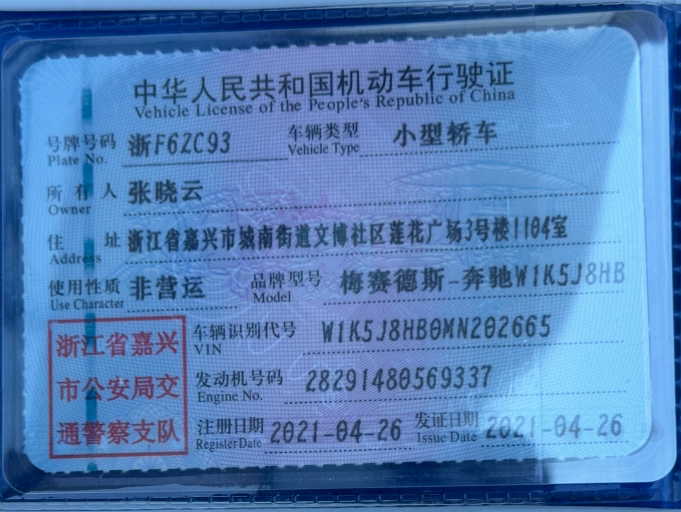 中华人民共和国机动车行驶证
Vehicle License of the People's Republic of China
号牌号码 浙F6ZC93 车辆类型 小型轿车
Plate No. Vehicle Type
所有人 张晓云
Owner
住址 浙江省嘉兴市城南街道文博社区莲花广场3号楼1104室
Address
使用性质 非营运 品牌型号 梅赛德斯-奔驰W1K5J8HB
Use Character Model
浙江省嘉兴
市公安局交
通警察支队
车辆识别代号 W1K5J8HB0MN202665
VIN
发动机号码 28291480569337
Engine No.
注册日期 2021-04-26 发证日期 2021-04-26
Register Date Issue Date